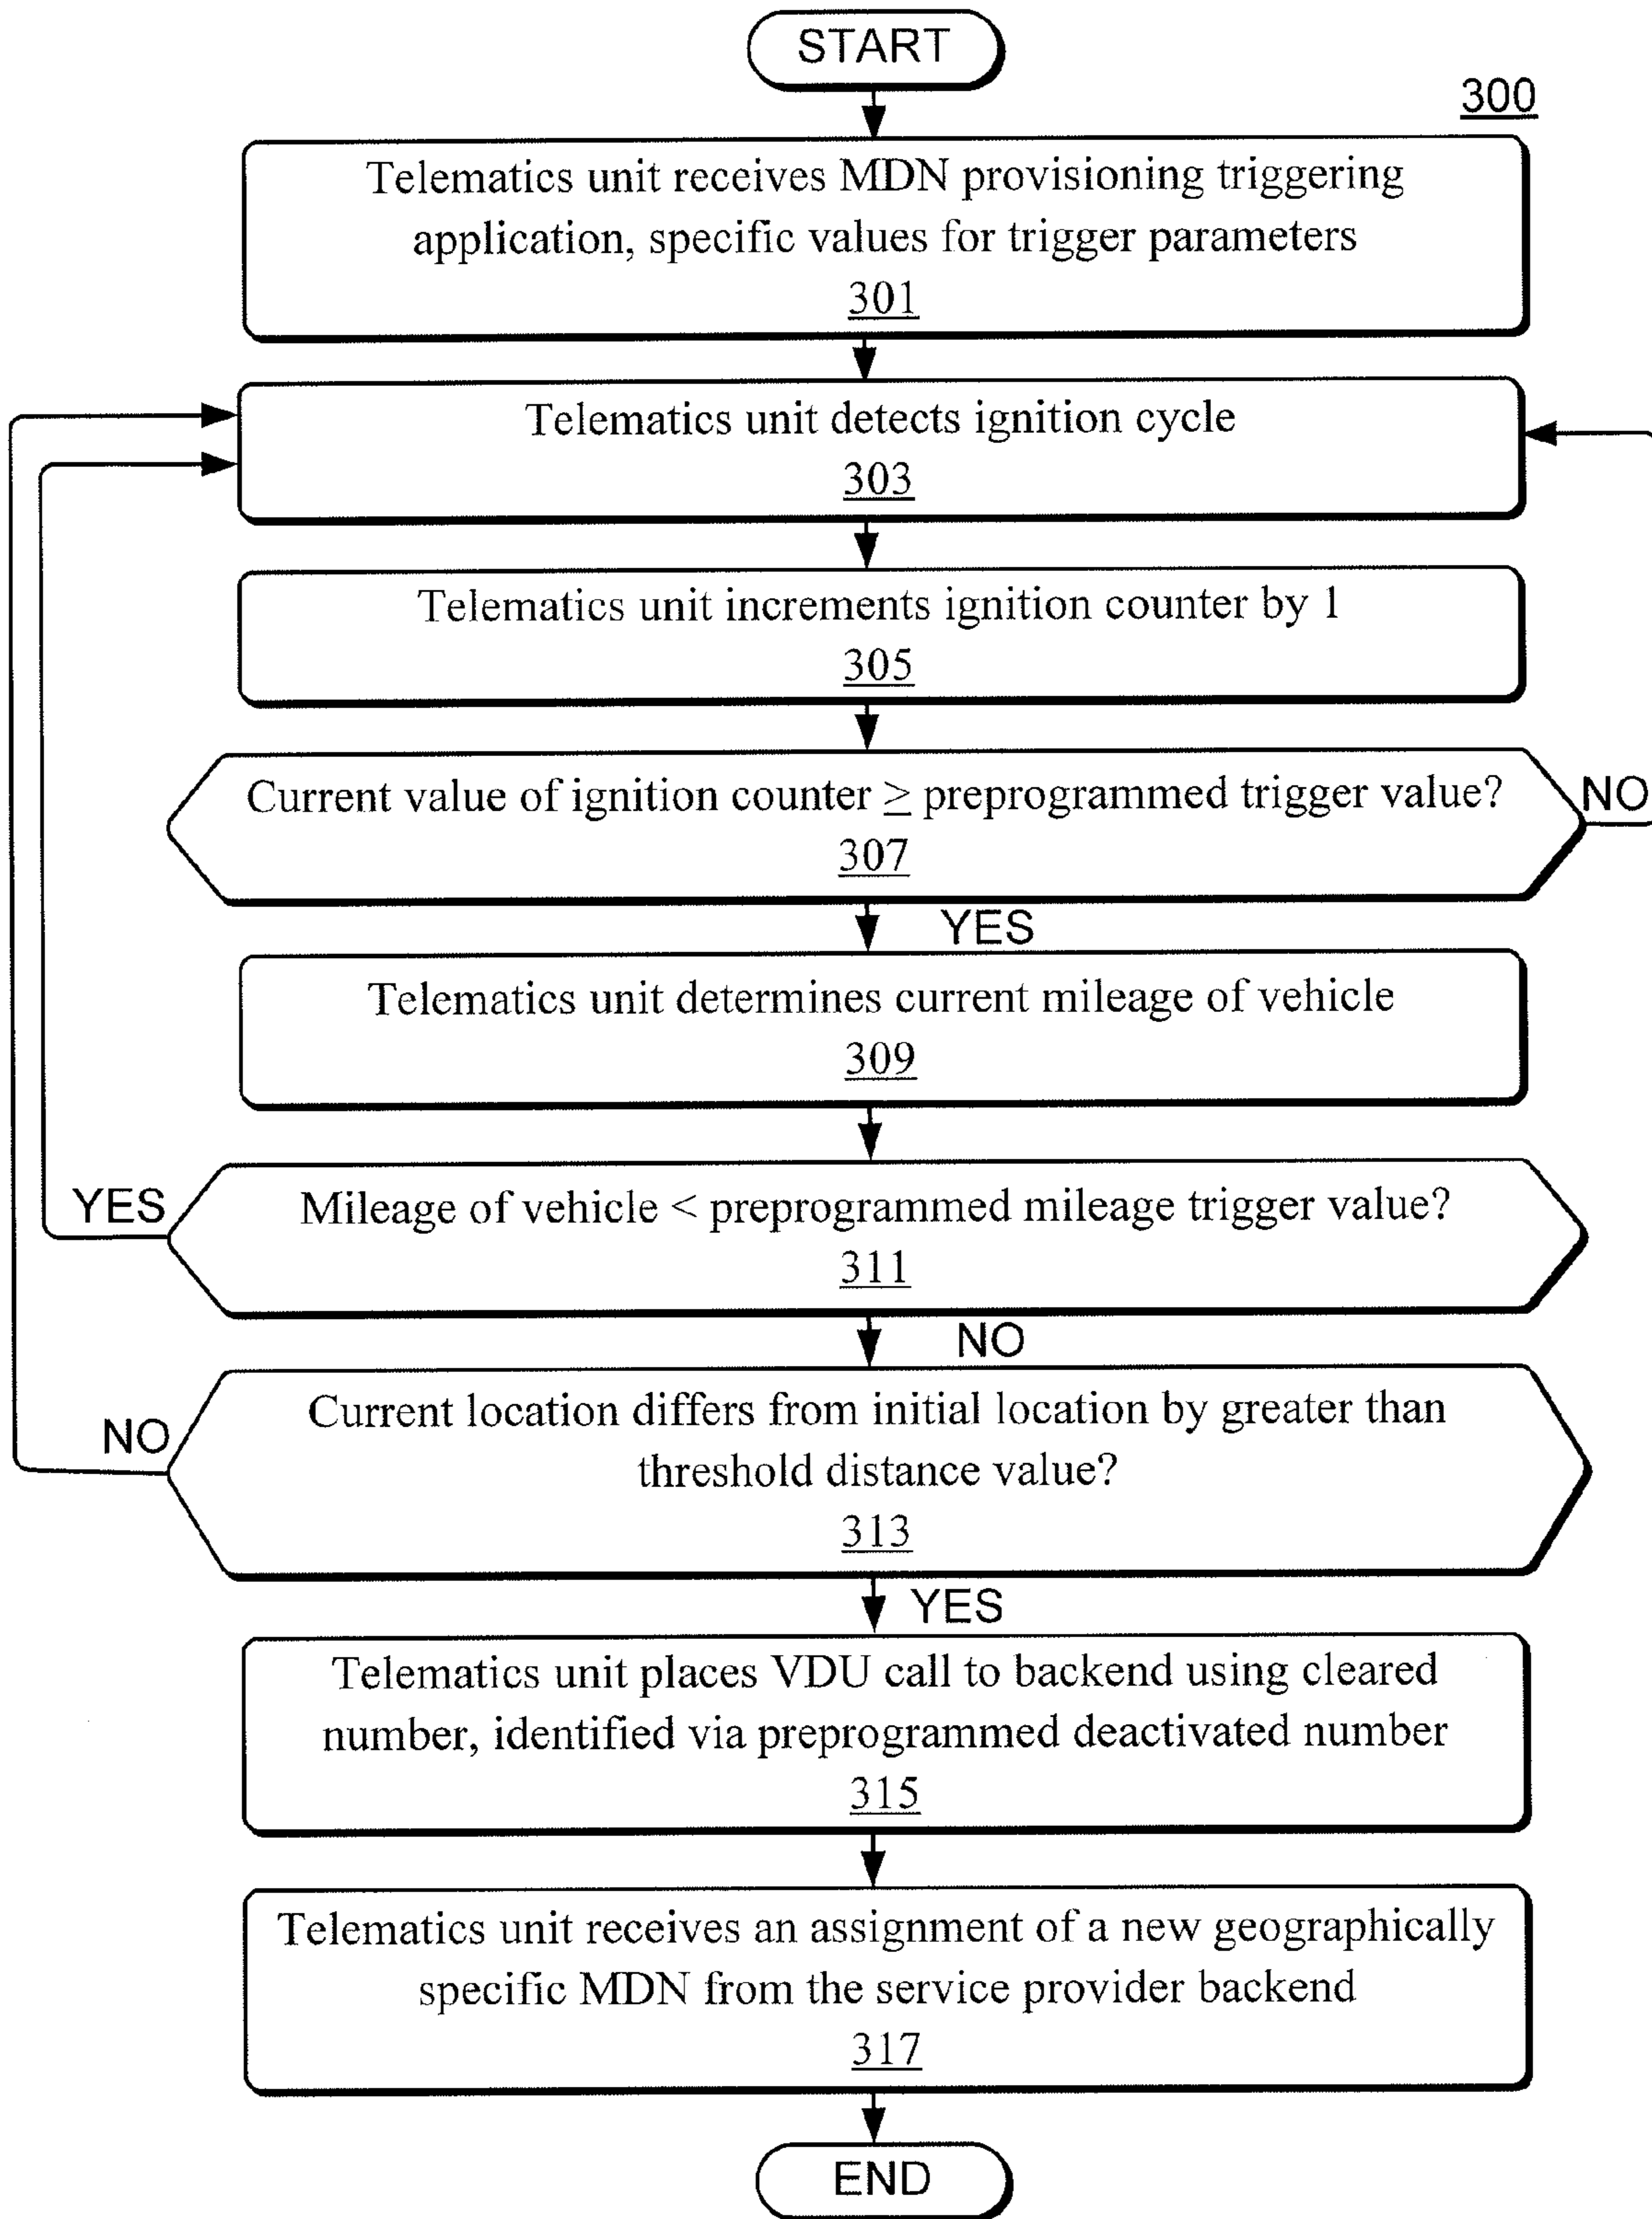 START
300
Telematics unit receives MDN provisioning triggering
application, specific values for trigger parameters
301
Telematics unit detects ignition cycle
303
Telematics unit increments ignition counter by 1
305
Current value of ignition counter ≥ preprogrammed trigger value?
307
NO
YES
Telematics unit determines current mileage of vehicle
309
YES
Mileage of vehicle < preprogrammed mileage trigger value?
311
NO
Current location differs from initial location by greater than
threshold distance value?
313
NO
YES
Telematics unit places VDU call to backend using cleared
number, identified via preprogrammed deactivated number
315
Telematics unit receives an assignment of a new geographically
specific MDN from the service provider backend
317
END